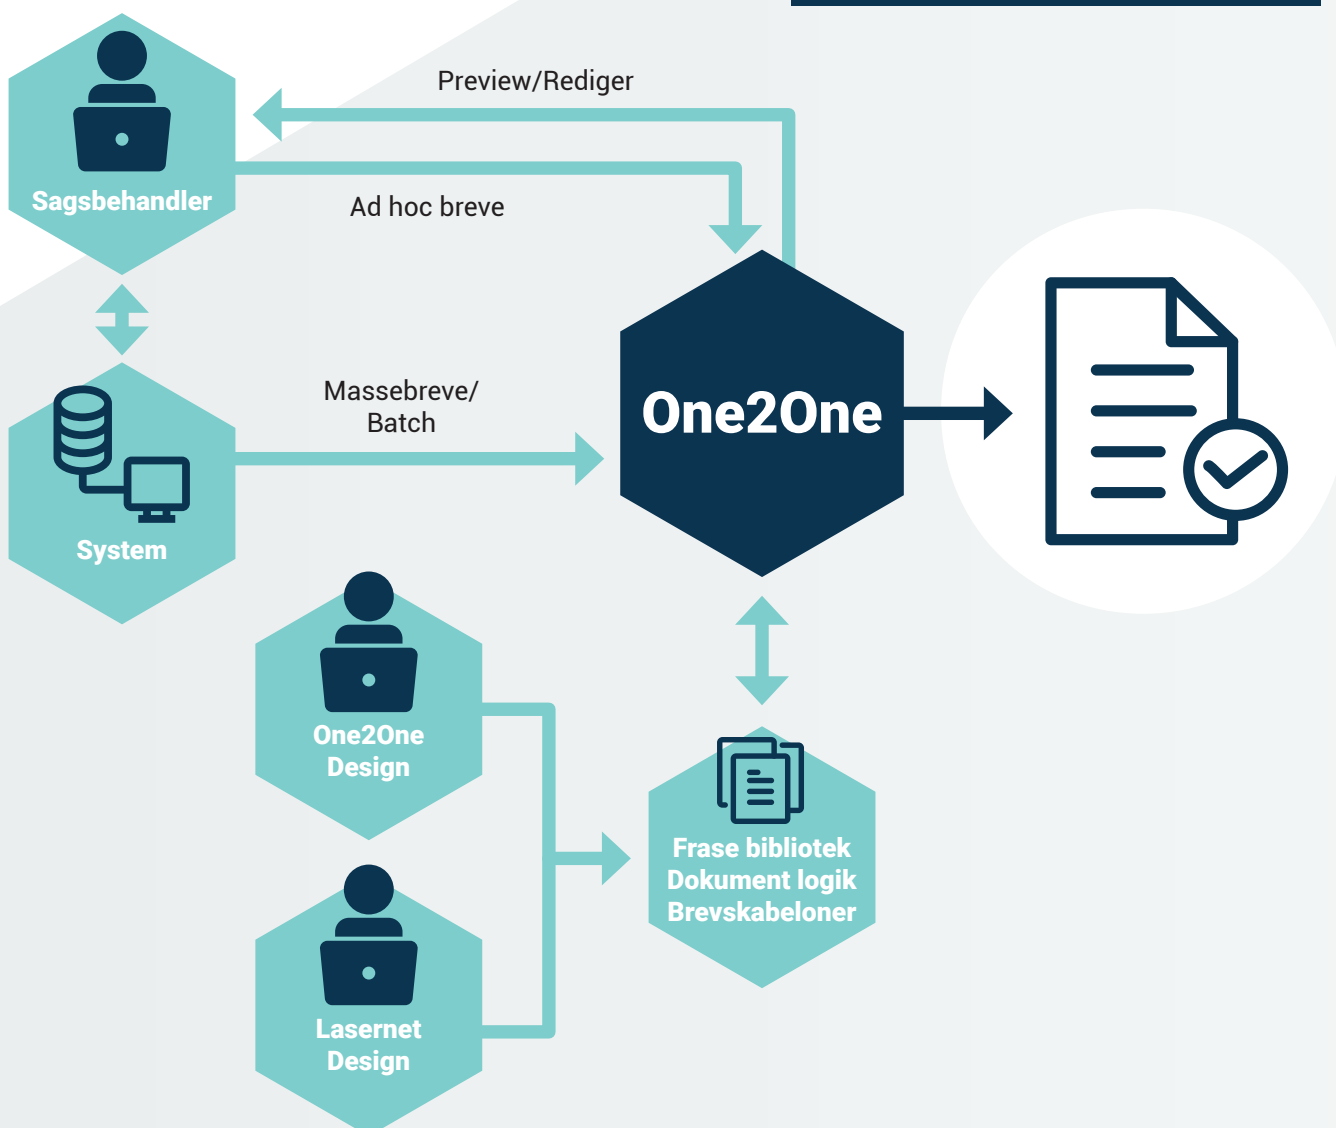 Preview/Rediger
Sagsbehandler
Ad hoc breve
Massebreve/
Batch
One2One
System
One2One
Design
Frase bibliotek
Dokument logik
Brevskabeloner
Lasernet
Design